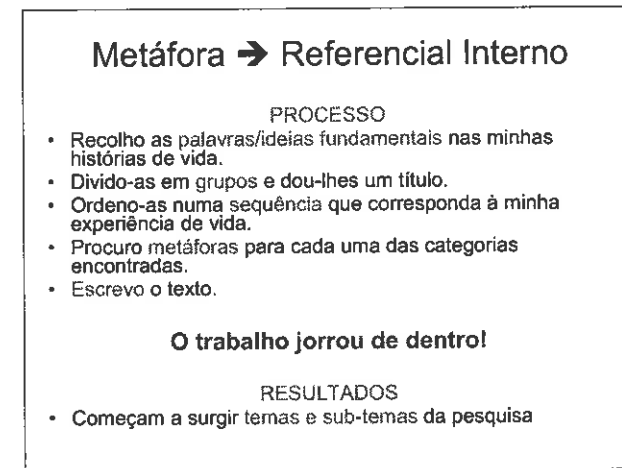 Metáfora ➔ Referencial Interno
PROCESSO
• Recolho as palavras/ideias fundamentais nas minhas
histórias de vida.
• Divido-as em grupos e dou-lhes um título.
• Ordeno-as numa sequência que corresponda à minha
experiência de vida.
• Procuro metáforas para cada uma das categorias
encontradas.
• Escrevo o texto.
O trabalho jorrou de dentro!
RESULTADOS
• Começam a surgir temas e sub-temas da pesquisa